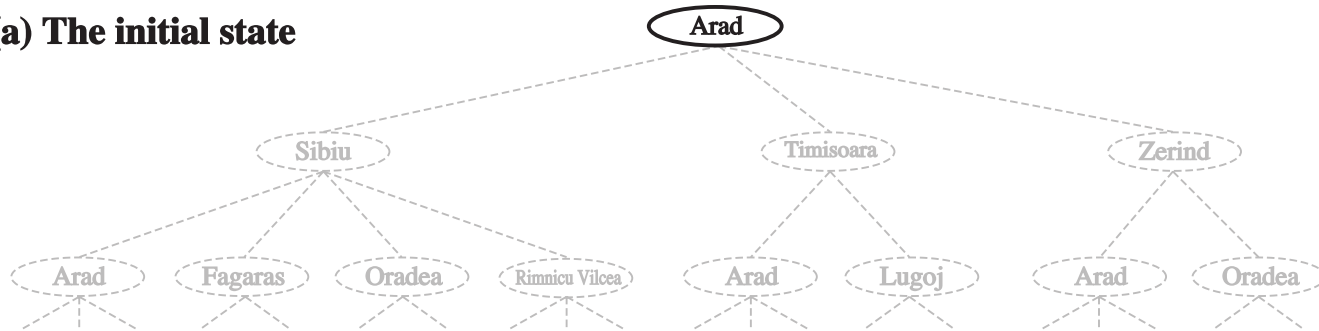 a) The initial state
Arad
Sibiu
Timisoara
Zerind
Arad
Fagaras
Oradea
Rimnicu Vilcea
Arad
Lugoj
Arad
Oradea